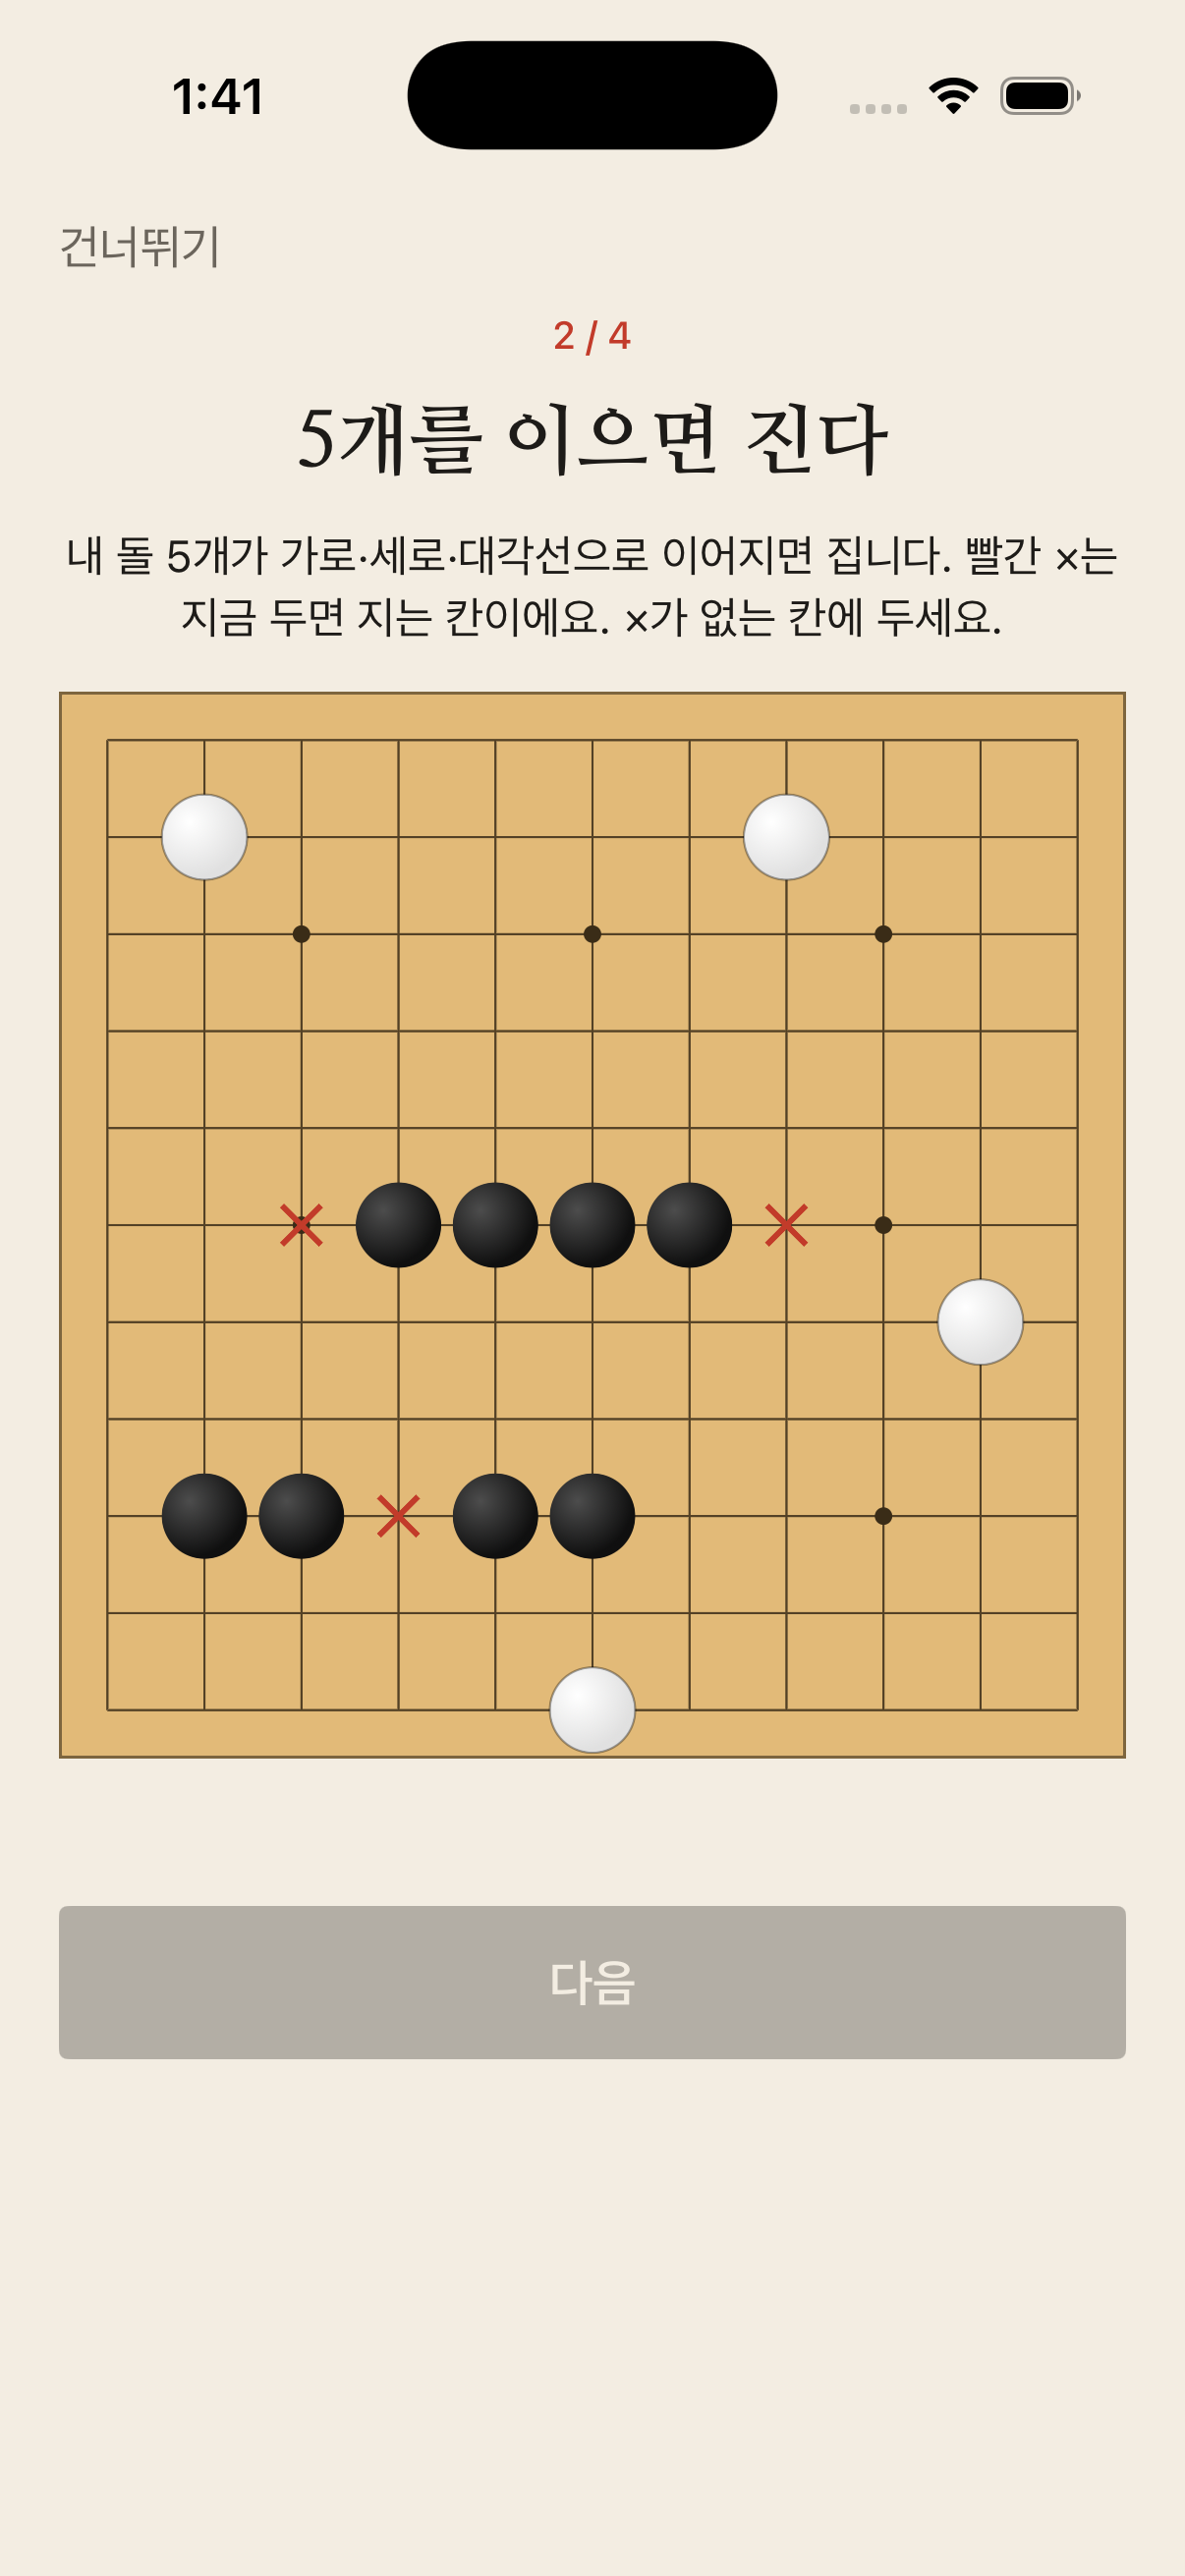 1:41
건너뛰기
2 / 4
5개를 이으면 진다
내 돌 5개가 가로·세로·대각선으로 이어지면 집니다. 빨간 ×는
지금 두면 지는 칸이에요. ×가 없는 칸에 두세요.
다음